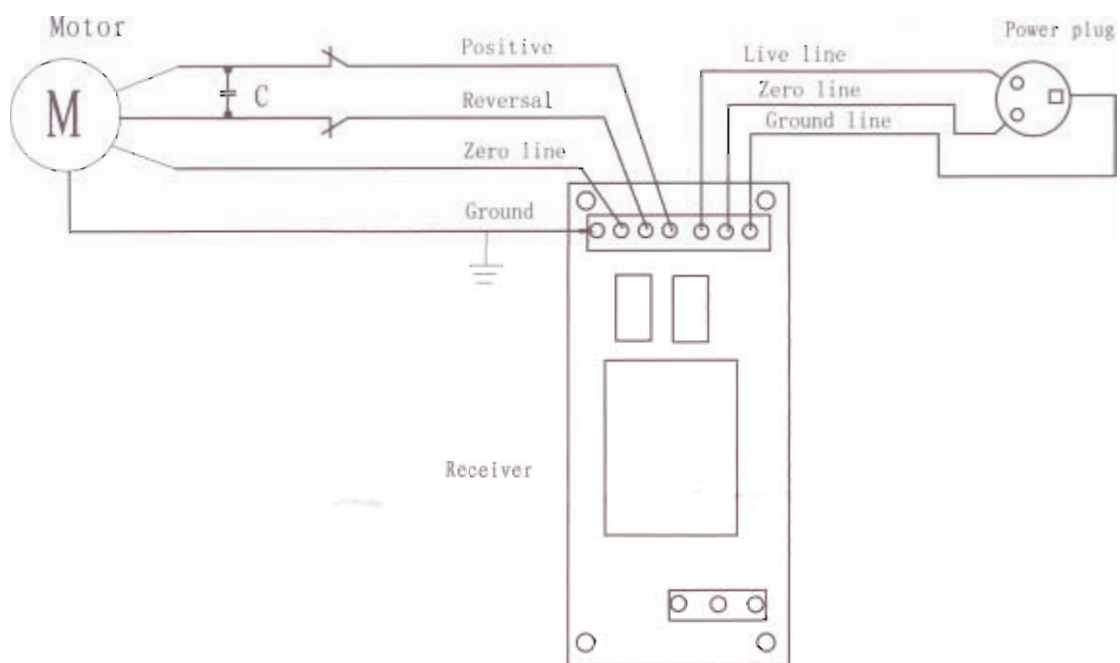 Motor
Power plug
Positive
Live line
M
C
Reversal
Zero line
Ground line
Zero line
Ground
Receiver